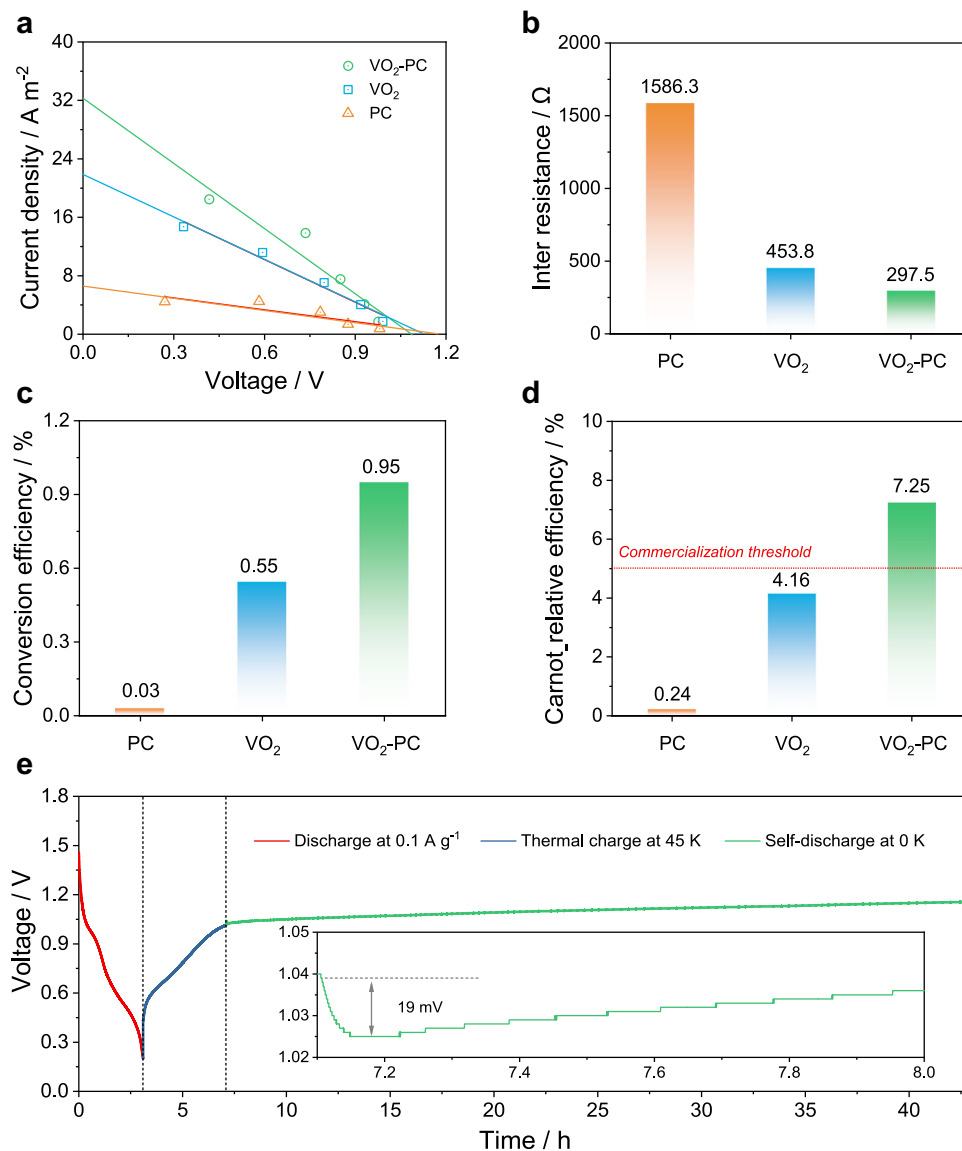 a
Current density / A m⁻²
40
32
24
16
8
0
0.0 0.3 0.6 0.9 1.2
Voltage / V
VO₂-PC
VO₂
PC
b
Inter resistance / Ω
2000
1500
1000
500
0
1586.3
453.8
297.5
PC VO₂ VO₂-PC
c
Conversion efficiency / %
1.2
0.9
0.6
0.3
0.0
0.03
0.55
0.95
PC VO₂ VO₂-PC
d
Carnot_relative efficiency / %
10
8
6
4
2
0
Commercialization threshold
0.24
4.16
7.25
PC VO₂ VO₂-PC
e
Voltage / V
1.8
1.5
1.2
0.9
0.6
0.3
0.0
Discharge at 0.1 A g⁻¹ Thermal charge at 45 K Self-discharge at 0 K
1.05
1.04
1.03
1.02
19 mV
7.2 7.4 7.6 7.8 8.0
0 5 10 15 20 25 30 35 40
Time / h